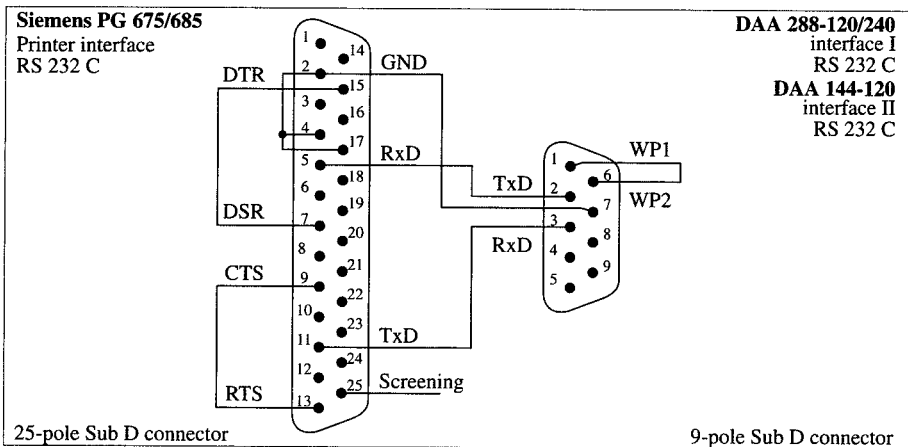 Siemens PG 675/685
Printer interface
RS 232 C
DAA 288-120/240
interface I
RS 232 C
DAA 144-120
interface II
RS 232 C
1
14
2
GND
DTR
15
3
16
4
17
5
RxD
18
6
19
DSR
7
20
8
21
CTS
9
22
10
23
11
TxD
24
12
25
Screening
RTS
13
1
WP1
6
TxD
2
WP2
7
3
RxD
8
4
9
5
25-pole Sub D connector
9-pole Sub D connector